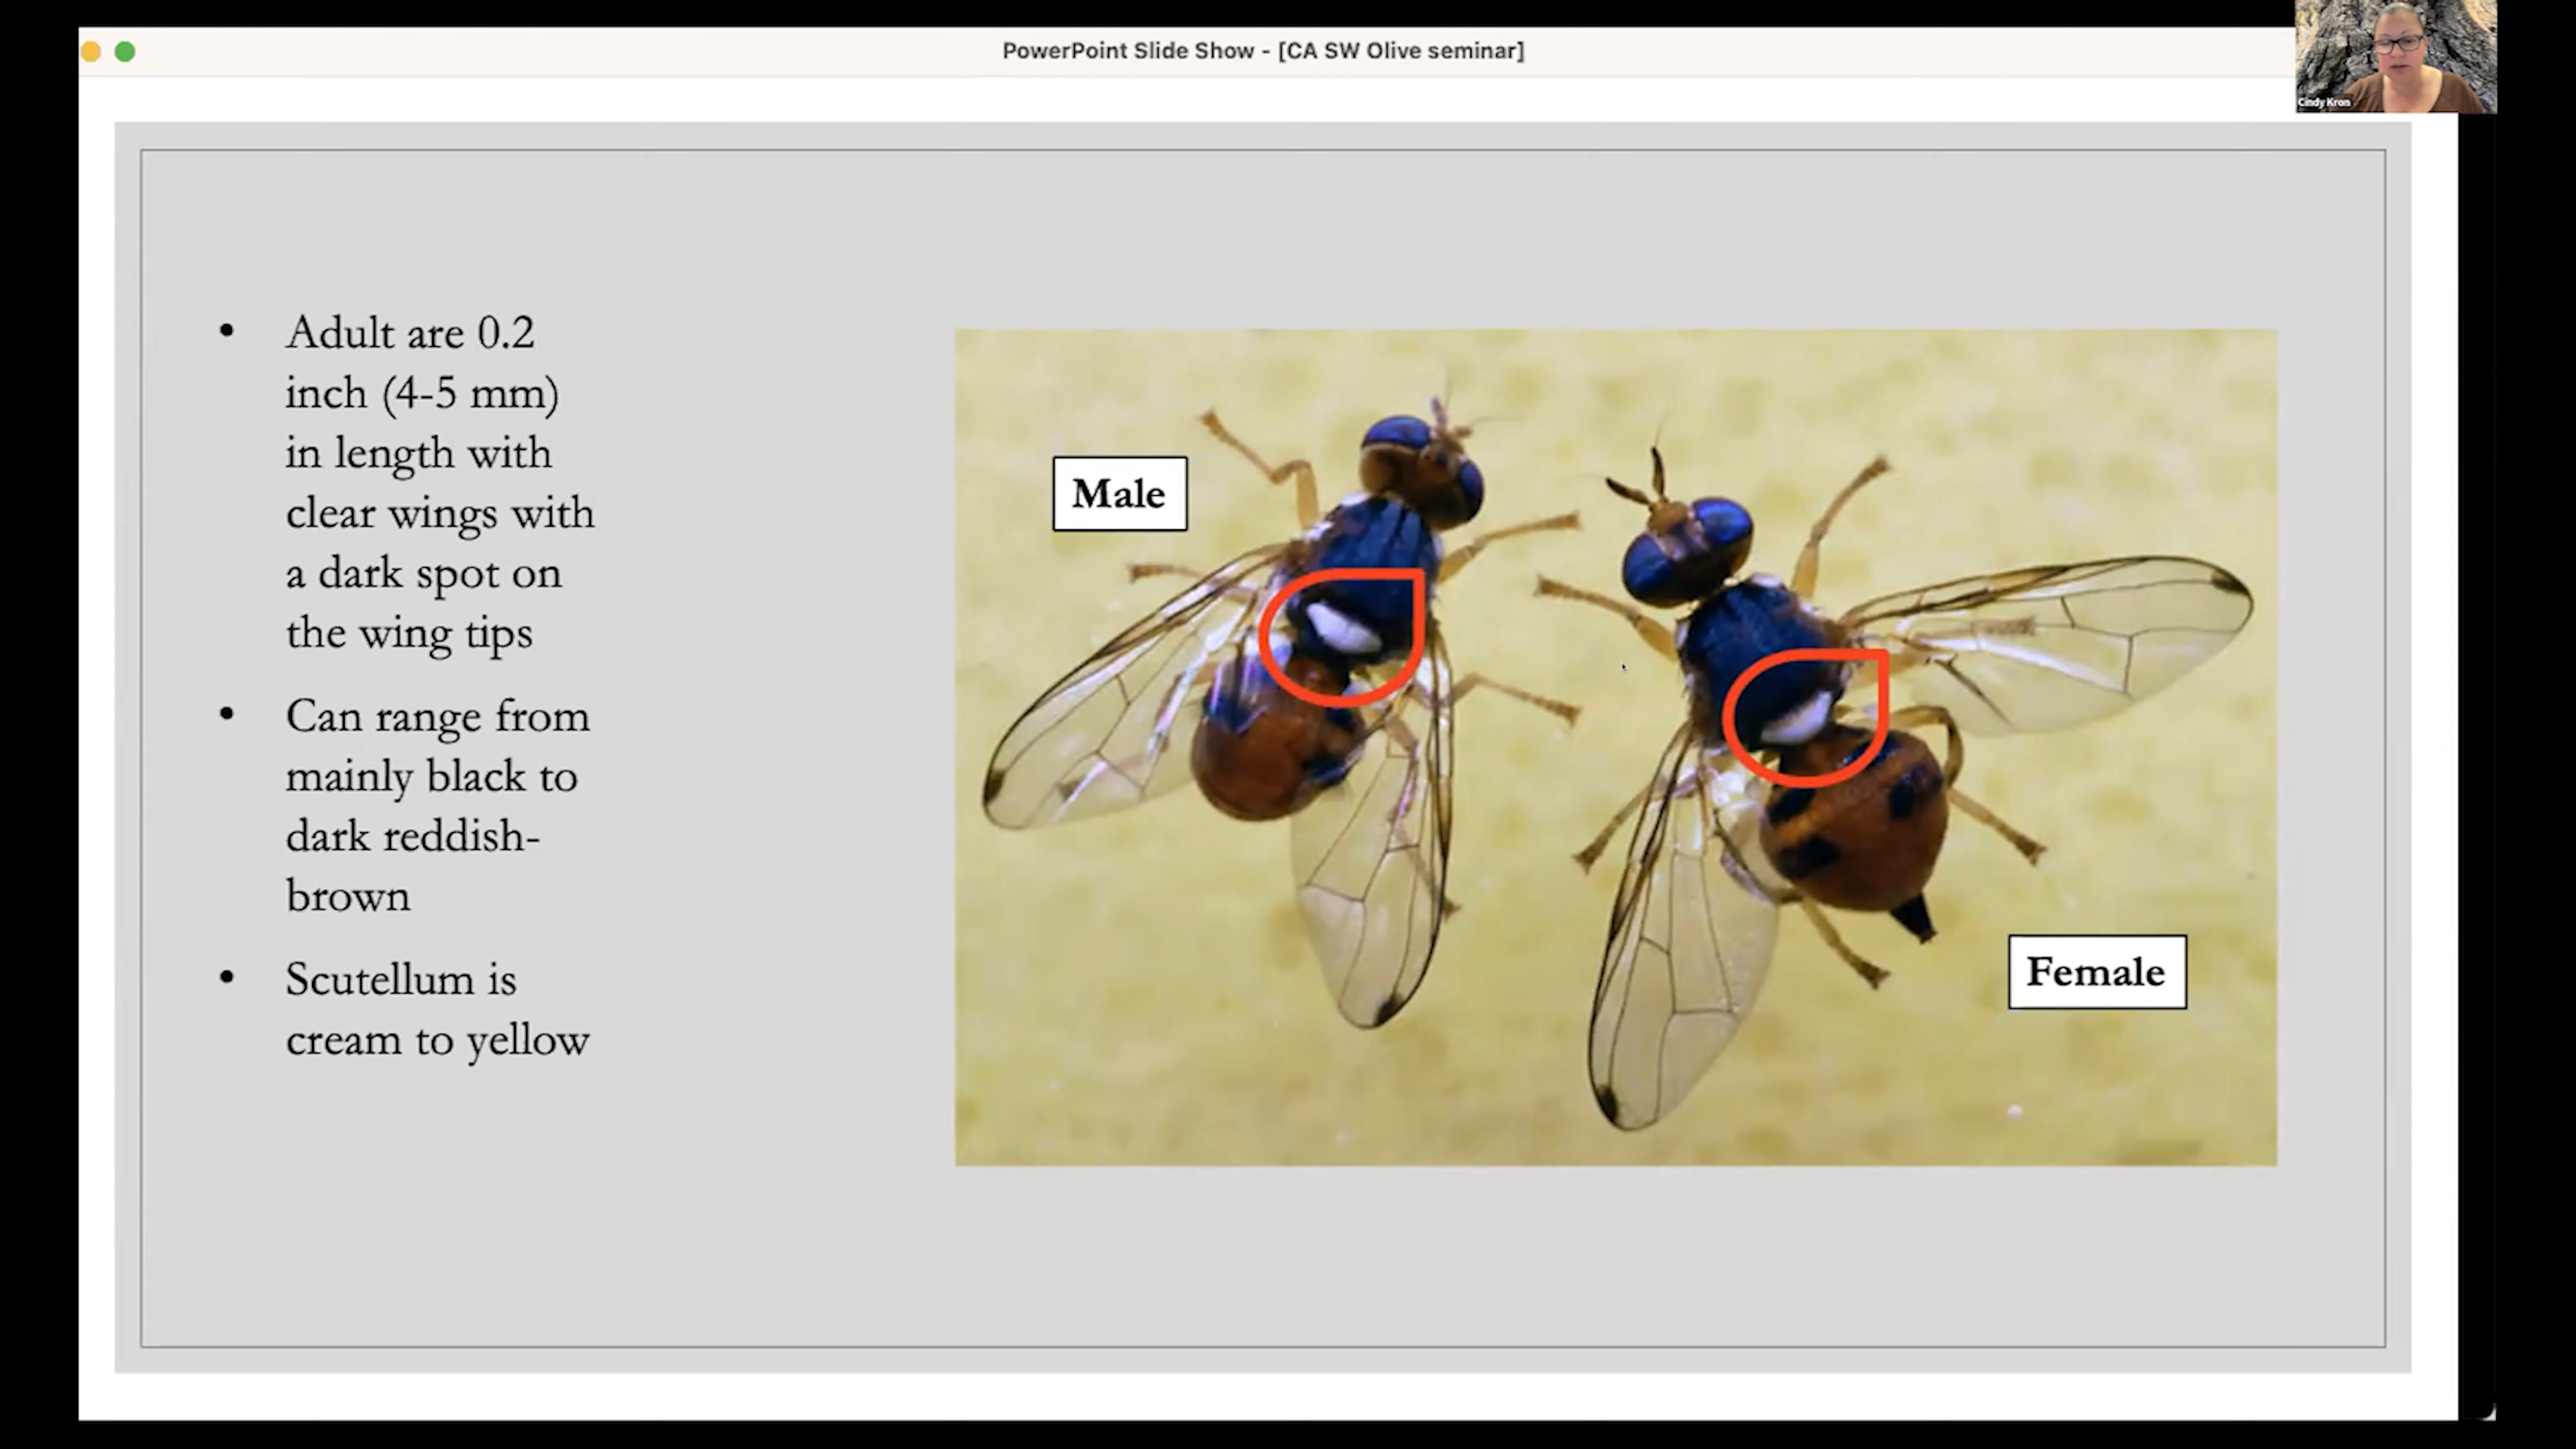 PowerPoint Slide Show - [CA SW Olive seminar]
Cindy Kron
• Adult are 0.2
inch (4-5 mm)
in length with
clear wings with
a dark spot on
the wing tips
• Can range from
mainly black to
dark reddish-
brown
• Scutellum is
cream to yellow
Male
Female